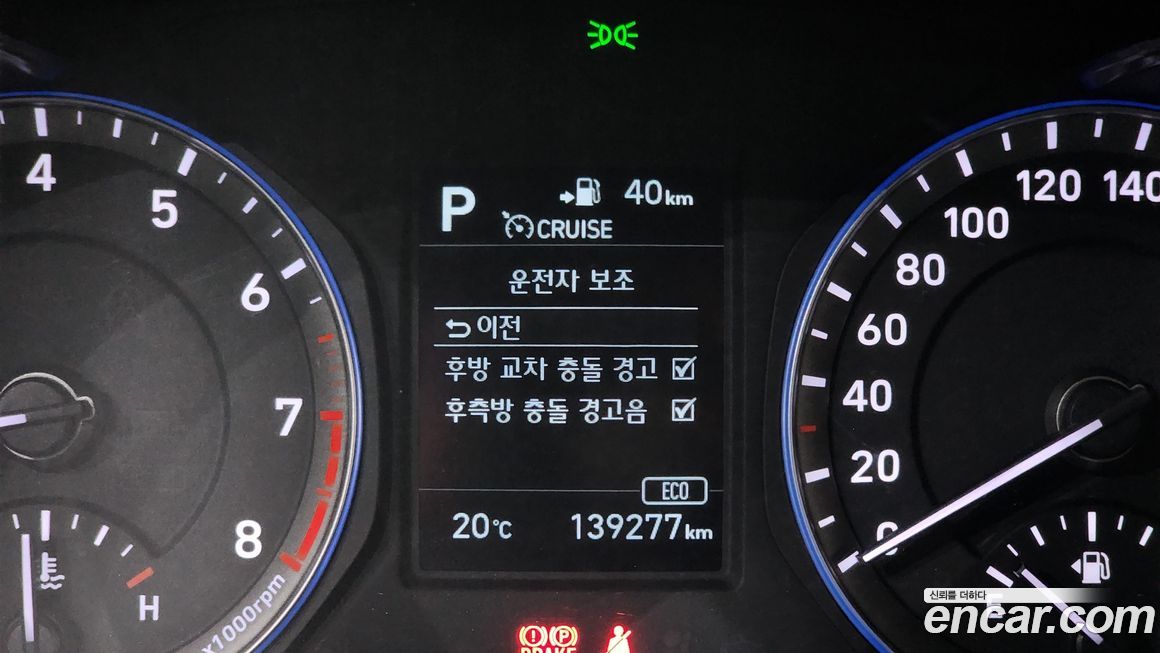 4
5
6
7
8
x1000rpm
H
P
40km
CRUISE
운전자 보조
이전
후방 교차 충돌 경고
후측방 충돌 경고음
ECO
20℃
139277km
BRAKE
140
120
100
80
60
40
20
0
신뢰를 더하다
encar.com